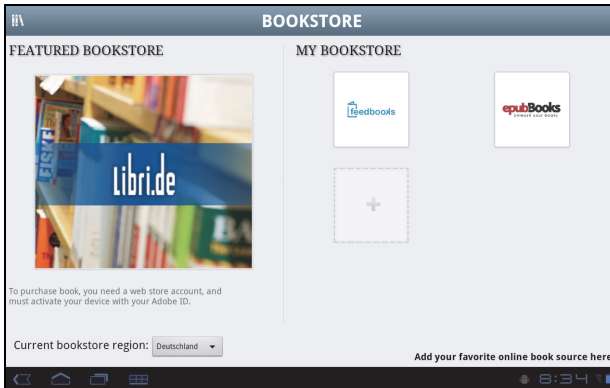 BOOKSTORE
FEATURED BOOKSTORE
MY BOOKSTORE
Libri.de
feedbooks
epubBooks
Unleash your Books
To purchase book, you need a web store account, and
must activate your device with your Adobe ID.
Current bookstore region: Deutschland
Add your favorite online book source here
8:34